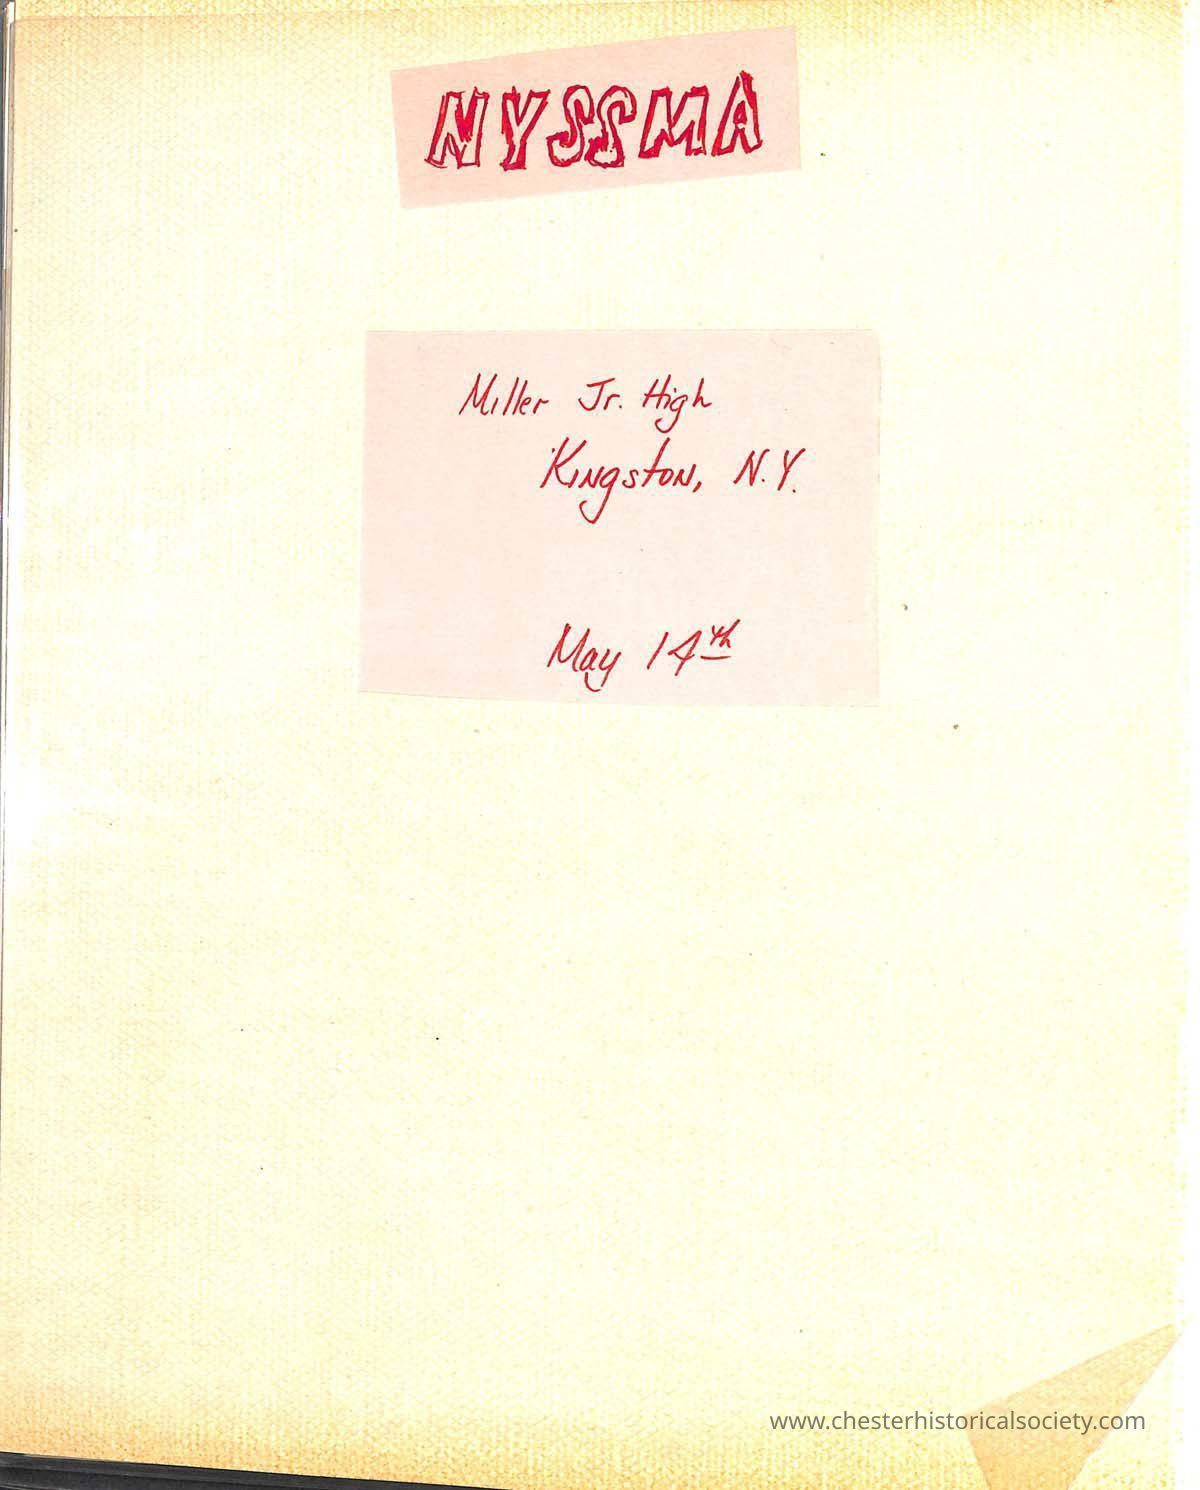 NYSSMA
Miller Jr. High
Kingston, N.Y.
May 14th
www.chesterhistoricalsociety.com